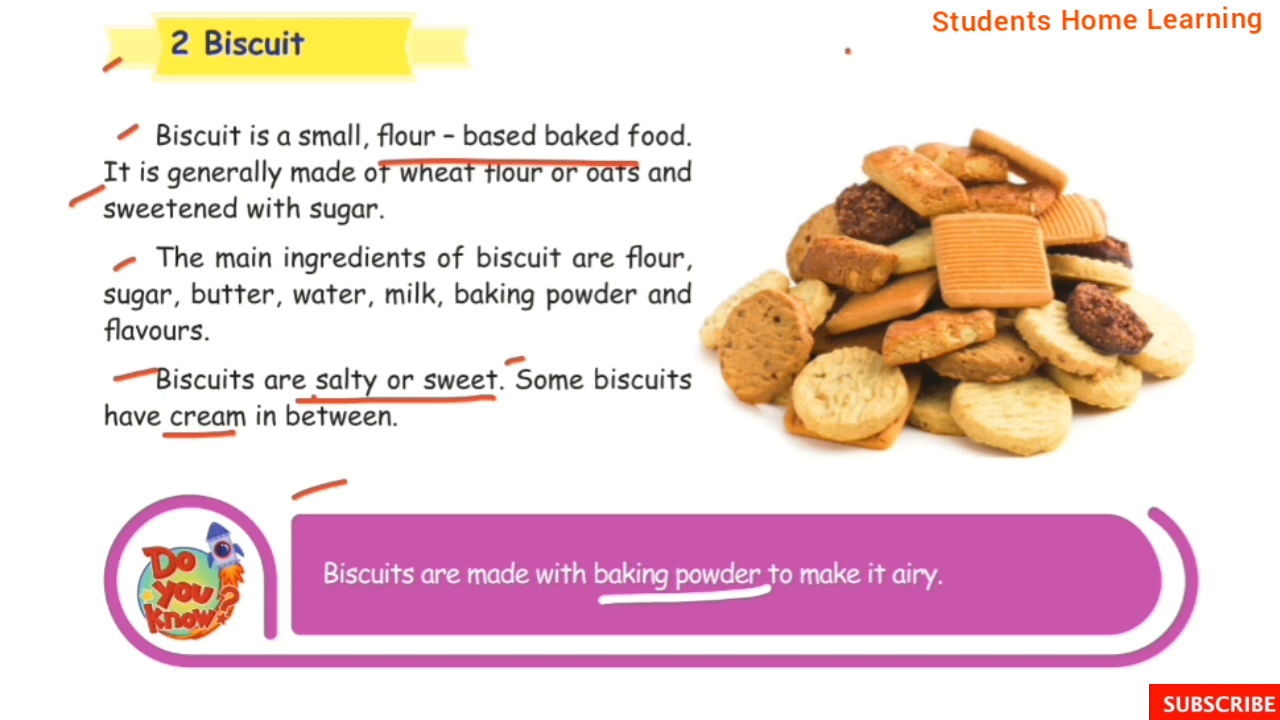 Students Home Learning
2 Biscuit
Biscuit is a small, flour – based baked food.
It is generally made of wheat flour or oats and
sweetened with sugar.
The main ingredients of biscuit are flour,
sugar, butter, water, milk, baking powder and
flavours.
Biscuits are salty or sweet. Some biscuits
have cream in between.
Do
you
know?
Biscuits are made with baking powder to make it airy.
SUBSCRIBE